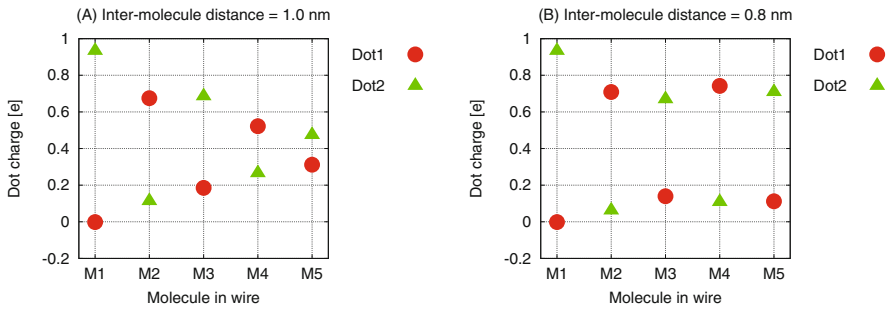 (A) Inter-molecule distance = 1.0 nm
Dot charge [e]
1
0.8
0.6
0.4
0.2
0
-0.2
M1 M2 M3 M4 M5
Molecule in wire
Dot1
Dot2
(B) Inter-molecule distance = 0.8 nm
Dot charge [e]
1
0.8
0.6
0.4
0.2
0
-0.2
M1 M2 M3 M4 M5
Molecule in wire
Dot1
Dot2